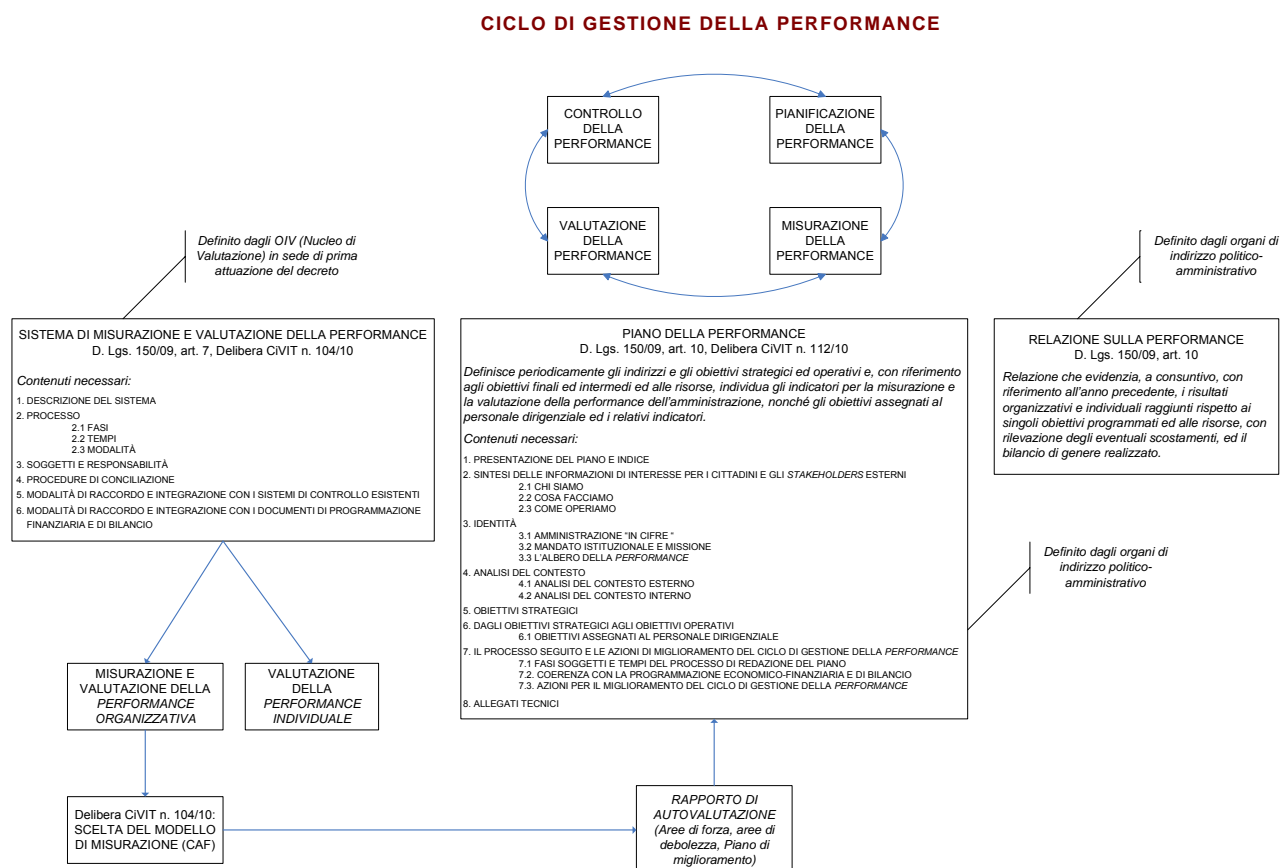 CICLO DI GESTIONE DELLA PERFORMANCE
CONTROLLO
DELLA
PERFORMANCE
PIANIFICAZIONE
DELLA
PERFORMANCE
VALUTAZIONE
DELLA
PERFORMANCE
MISURAZIONE
DELLA
PERFORMANCE
Definito dagli OIV (Nucleo di
Valutazione) in sede di prima
attuazione del decreto
Definito dagli organi di
indirizzo politico-
amministrativo
SISTEMA DI MISURAZIONE E VALUTAZIONE DELLA PERFORMANCE
D. Lgs. 150/09, art. 7, Delibera CiVIT n. 104/10
Contenuti necessari:
1. DESCRIZIONE DEL SISTEMA
2. PROCESSO
2.1 FASI
2.2 TEMPI
2.3 MODALITÀ
3. SOGGETTI E RESPONSABILITÀ
4. PROCEDURE DI CONCILIAZIONE
5. MODALITÀ DI RACCORDO E INTEGRAZIONE CON I SISTEMI DI CONTROLLO ESISTENTI
6. MODALITÀ DI RACCORDO E INTEGRAZIONE CON I DOCUMENTI DI PROGRAMMAZIONE
FINANZIARIA E DI BILANCIO
PIANO DELLA PERFORMANCE
D. Lgs. 150/09, art. 10, Delibera CiVIT n. 112/10
Definisce periodicamente gli indirizzi e gli obiettivi strategici ed operativi e, con riferimento
agli obiettivi finali ed intermedi ed alle risorse, individua gli indicatori per la misurazione e
la valutazione della performance dell'amministrazione, nonché gli obiettivi assegnati al
personale dirigenziale ed i relativi indicatori.
Contenuti necessari:
1. PRESENTAZIONE DEL PIANO E INDICE
2. SINTESI DELLE INFORMAZIONI DI INTERESSE PER I CITTADINI E GLI STAKEHOLDERS ESTERNI
2.1 CHI SIAMO
2.2 COSA FACCIAMO
2.3 COME OPERIAMO
3. IDENTITÀ
3.1 AMMINISTRAZIONE "IN CIFRE "
3.2 MANDATO ISTITUZIONALE E MISSIONE
3.3 L'ALBERO DELLA PERFORMANCE
4. ANALISI DEL CONTESTO
4.1 ANALISI DEL CONTESTO ESTERNO
4.2 ANALISI DEL CONTESTO INTERNO
5. OBIETTIVI STRATEGICI
6. DAGLI OBIETTIVI STRATEGICI AGLI OBIETTIVI OPERATIVI
6.1 OBIETTIVI ASSEGNATI AL PERSONALE DIRIGENZIALE
7. IL PROCESSO SEGUITO E LE AZIONI DI MIGLIORAMENTO DEL CICLO DI GESTIONE DELLA PERFORMANCE
7.1 FASI SOGGETTI E TEMPI DEL PROCESSO DI REDAZIONE DEL PIANO
7.2. COERENZA CON LA PROGRAMMAZIONE ECONOMICO-FINANZIARIA E DI BILANCIO
7.3. AZIONI PER IL MIGLIORAMENTO DEL CICLO DI GESTIONE DELLA PERFORMANCE
8. ALLEGATI TECNICI
RELAZIONE SULLA PERFORMANCE
D. Lgs. 150/09, art. 10
Relazione che evidenzia, a consuntivo, con
riferimento all'anno precedente, i risultati
organizzativi e individuali raggiunti rispetto ai
singoli obiettivi programmati ed alle risorse, con
rilevazione degli eventuali scostamenti, ed il
bilancio di genere realizzato.
Definito dagli organi di
indirizzo politico-
amministrativo
MISURAZIONE E
VALUTAZIONE DELLA
PERFORMANCE
ORGANIZZATIVA
VALUTAZIONE
DELLA
PERFORMANCE
INDIVIDUALE
Delibera CiVIT n. 104/10:
SCELTA DEL MODELLO
DI MISURAZIONE (CAF)
RAPPORTO DI
AUTOVALUTAZIONE
(Aree di forza, aree di
debolezza, Piano di
miglioramento)